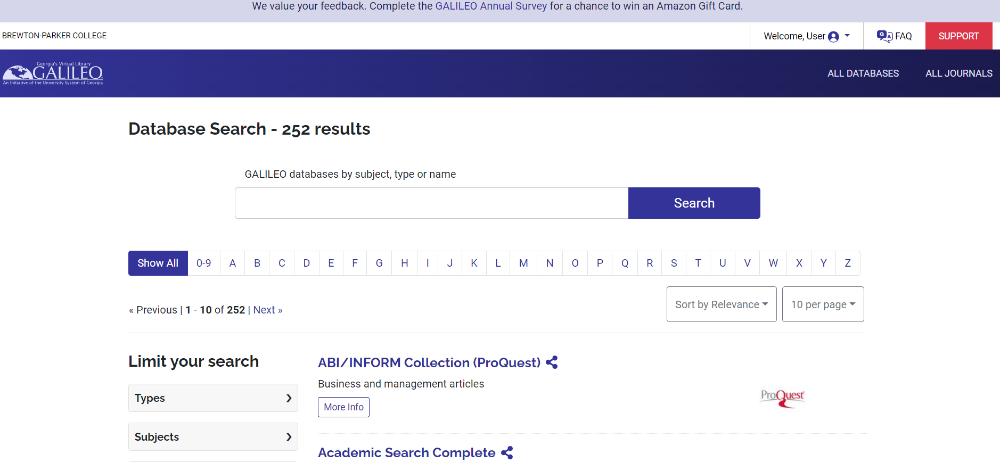 We value your feedback. Complete the GALILEO Annual Survey for a chance to win an Amazon Gift Card.
BREWTON-PARKER COLLEGE
Welcome, User
Q A FAQ
SUPPORT
Georgia's Virtual Library
GALILEO
An Initiative of the University System of Georgia
ALL DATABASES
ALL JOURNALS
Database Search - 252 results
GALILEO databases by subject, type or name
Search
Show All 0-9 A B C D E F G H I J K L M N O P Q R S T U V W X Y Z
« Previous | 1 - 10 of 252 | Next »
Sort by Relevance
10 per page
Limit your search
Types
Subjects
ABI/INFORM Collection (ProQuest)
Business and management articles
More Info
ProQuest
Academic Search Complete